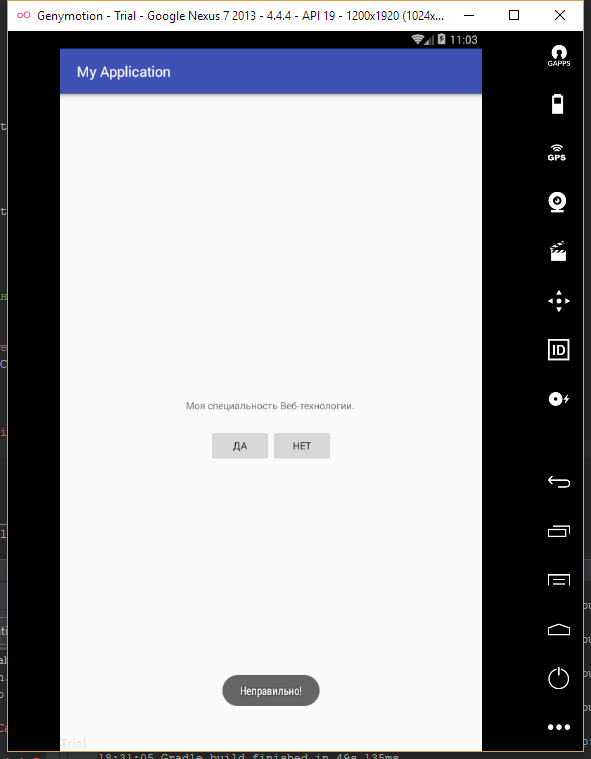 Genymotion - Trial - Google Nexus 7 2013 - 4.4.4 - API 19 - 1200x1920 (1024x...
11:03
GAPPS
My Application
GPS
ID
Моя специальность Веб-технологии.
ДА
НЕТ
Неправильно!
Trial
18:31:05 Gradle build finished in 49s 135ms